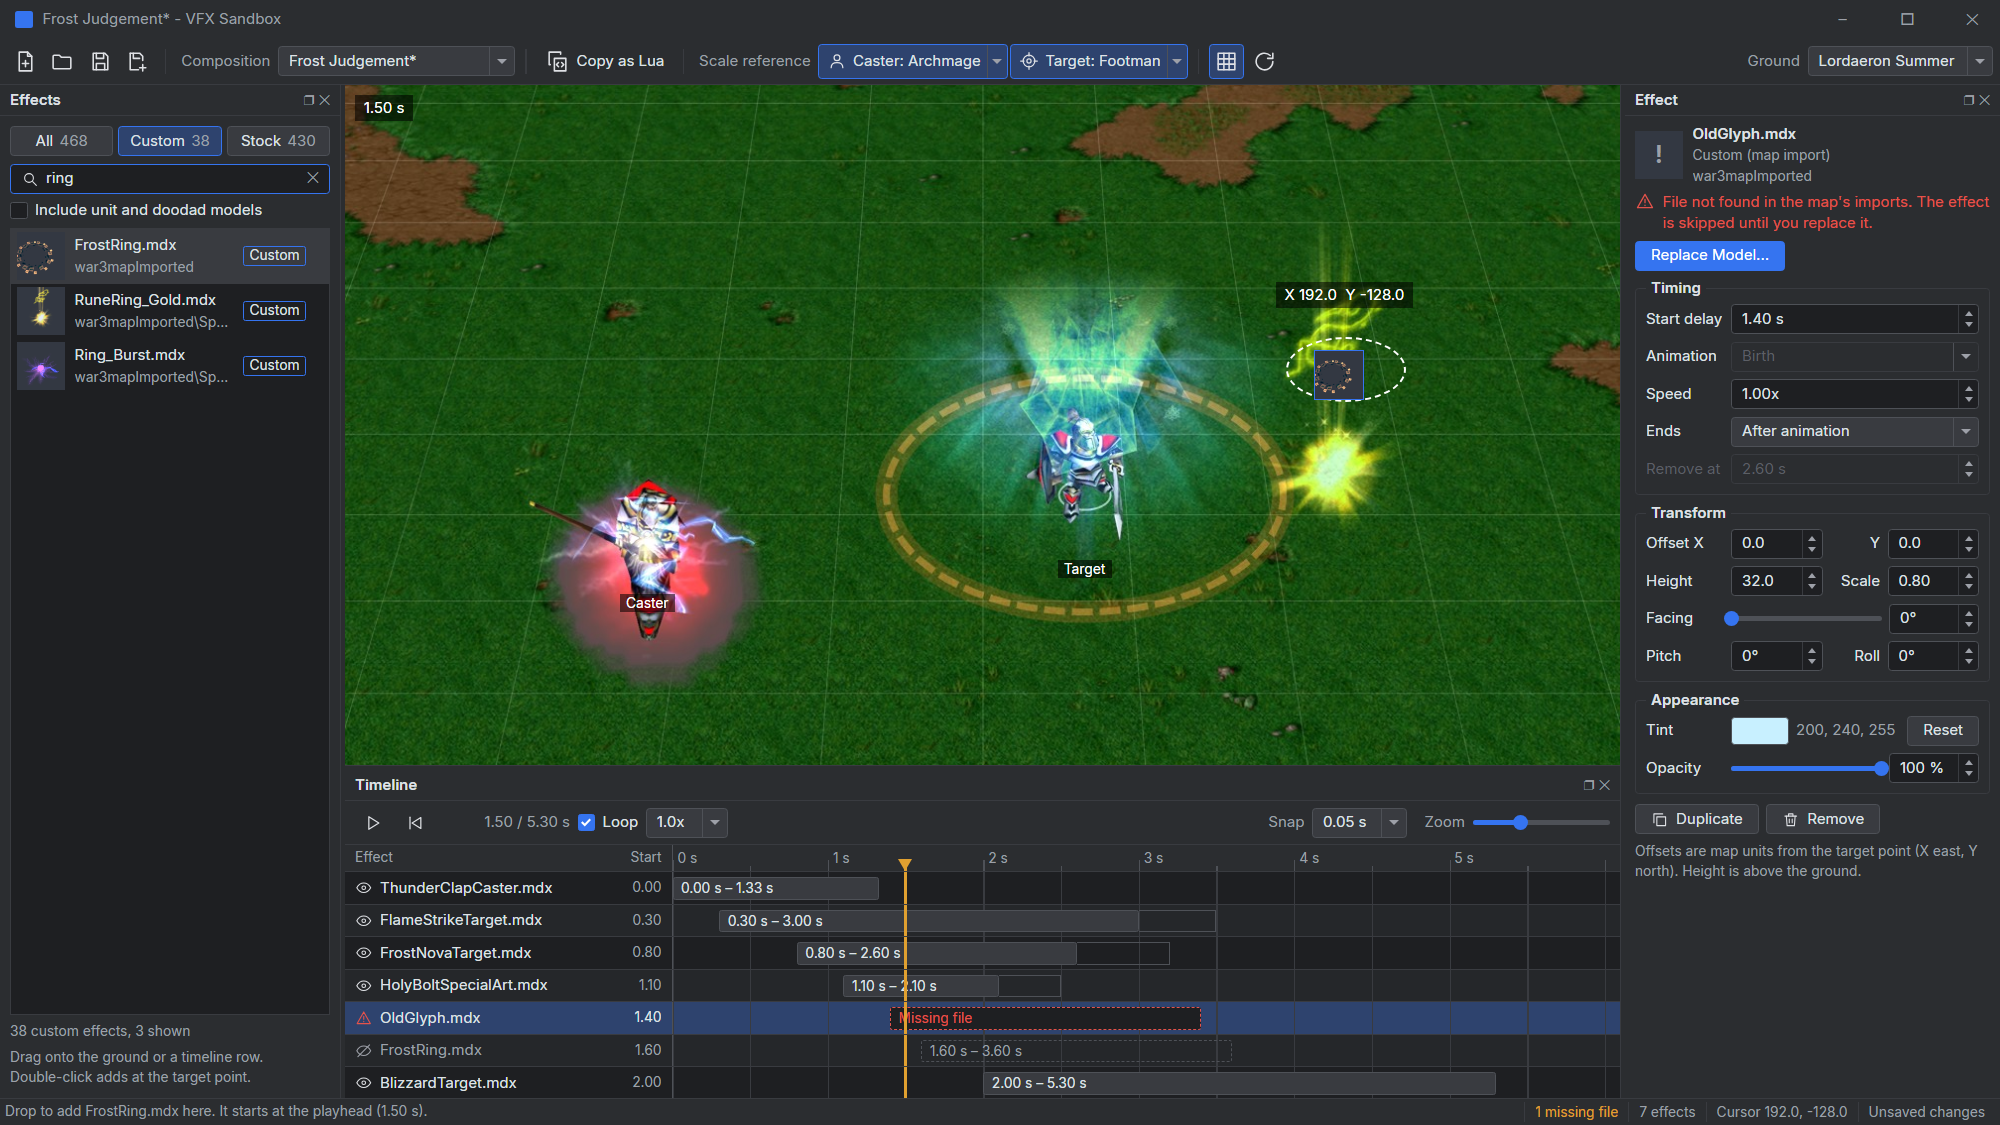 Frost Judgement* - VFX Sandbox
Composition
Frost Judgement*
Copy as Lua
Scale reference
Caster: Archmage
Target: Footman
Ground
Lordaeron Summer
Effects
All 468
Custom 38
Stock 430
ring
Include unit and doodad models
FrostRing.mdx
war3mapImported
Custom
RuneRing_Gold.mdx
war3mapImported\Sp...
Custom
Ring_Burst.mdx
war3mapImported\Sp...
Custom
38 custom effects, 3 shown
Drag onto the ground or a timeline row.
Double-click adds at the target point.
1.50 s
X 192.0 Y -128.0
Target
Caster
Timeline
1.50 / 5.30 s
Loop
1.0x
Snap
0.05 s
Zoom
Effect
Start
0 s
1 s
2 s
3 s
4 s
5 s
ThunderClapCaster.mdx
0.00
0.00 s – 1.33 s
FlameStrikeTarget.mdx
0.30
0.30 s – 3.00 s
FrostNovaTarget.mdx
0.80
0.80 s – 2.60 s
HolyBoltSpecialArt.mdx
1.10
1.10 s – 2.10 s
OldGlyph.mdx
1.40
Missing file
FrostRing.mdx
1.60
1.60 s – 3.60 s
BlizzardTarget.mdx
2.00
2.00 s – 5.30 s
Effect
!
OldGlyph.mdx
Custom (map import)
war3mapImported
File not found in the map's imports. The effect
is skipped until you replace it.
Replace Model...
Timing
Start delay
1.40 s
Animation
Birth
Speed
1.00x
Ends
After animation
Remove at
2.60 s
Transform
Offset X
0.0
Y
0.0
Height
32.0
Scale
0.80
Facing
0°
Pitch
0°
Roll
0°
Appearance
Tint
200, 240, 255
Reset
Opacity
100 %
Duplicate
Remove
Offsets are map units from the target point (X east, Y
north). Height is above the ground.
Drop to add FrostRing.mdx here. It starts at the playhead (1.50 s).
1 missing file
7 effects
Cursor 192.0, -128.0
Unsaved changes